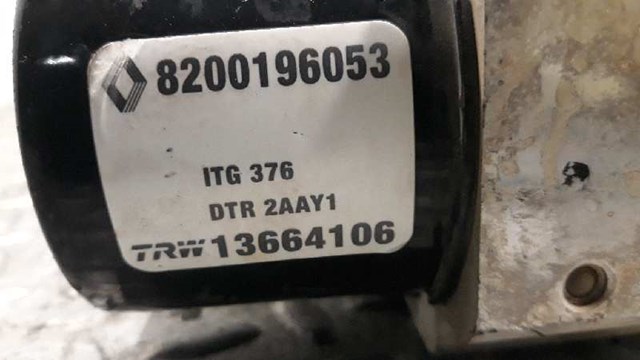 8200196053
ITG 376
DTR 2AAY1
TRW 13664106